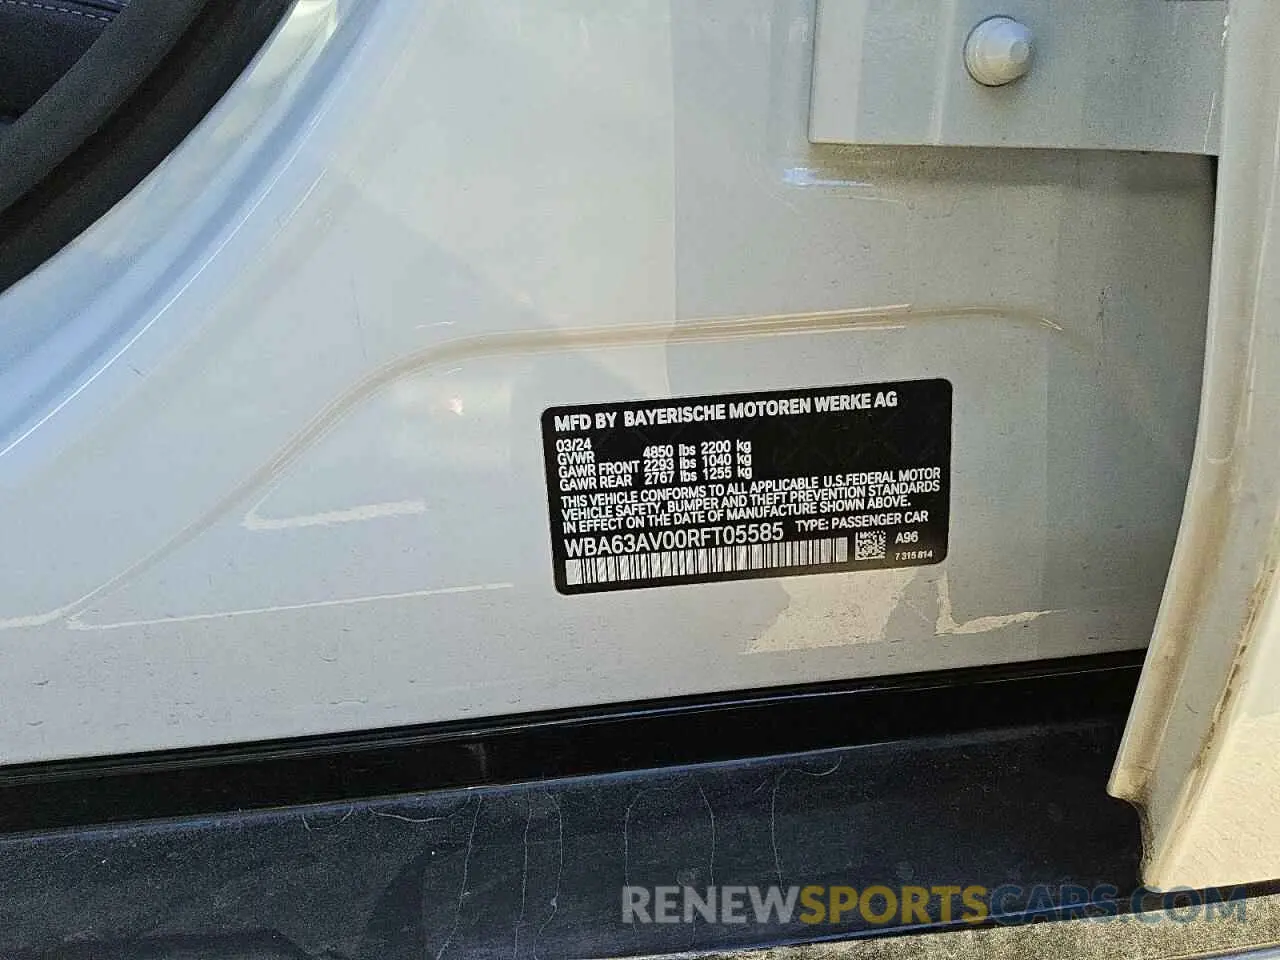 MFD BY BAYERISCHE MOTOREN WERKE AG
03/24
GVWR 4850 lbs 2200 kg
GAWR FRONT 2293 lbs 1040 kg
GAWR REAR 2767 lbs 1255 kg
THIS VEHICLE CONFORMS TO ALL APPLICABLE U.S.FEDERAL MOTOR
VEHICLE SAFETY, BUMPER AND THEFT PREVENTION STANDARDS
IN EFFECT ON THE DATE OF MANUFACTURE SHOWN ABOVE.
WBA63AV00RFT05585 TYPE: PASSENGER CAR
A96
7 315 814
RENEWSPORTSCARS.COM